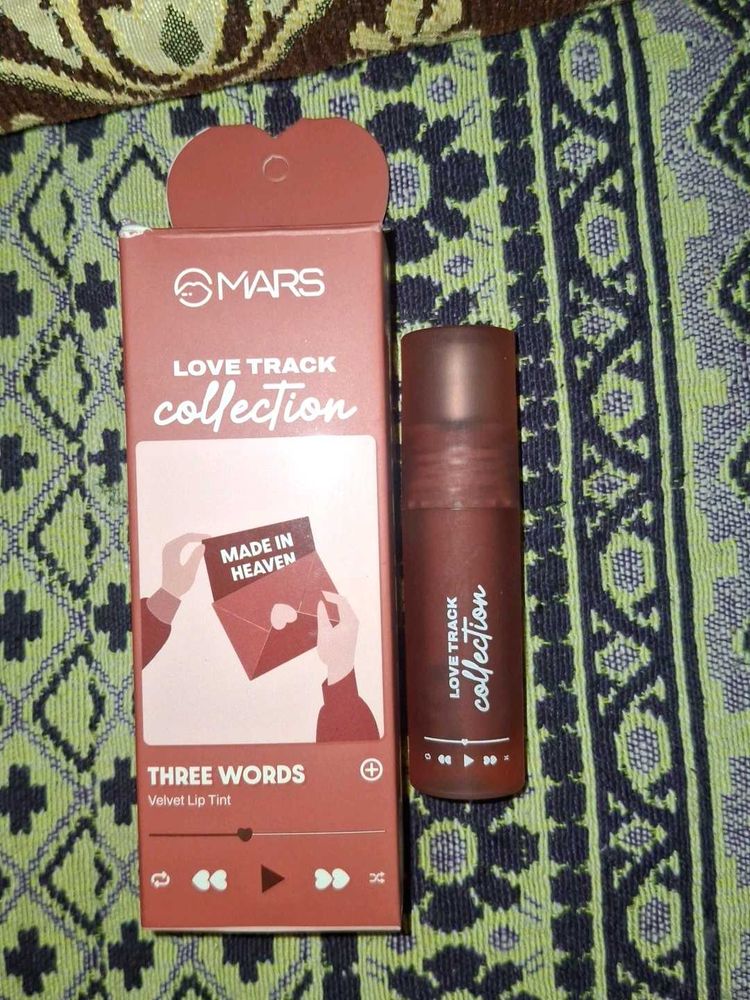 MARS
LOVE TRACK
collection
MADE IN
HEAVEN
THREE WORDS
Velvet Lip Tint
LOVE TRACK
collection